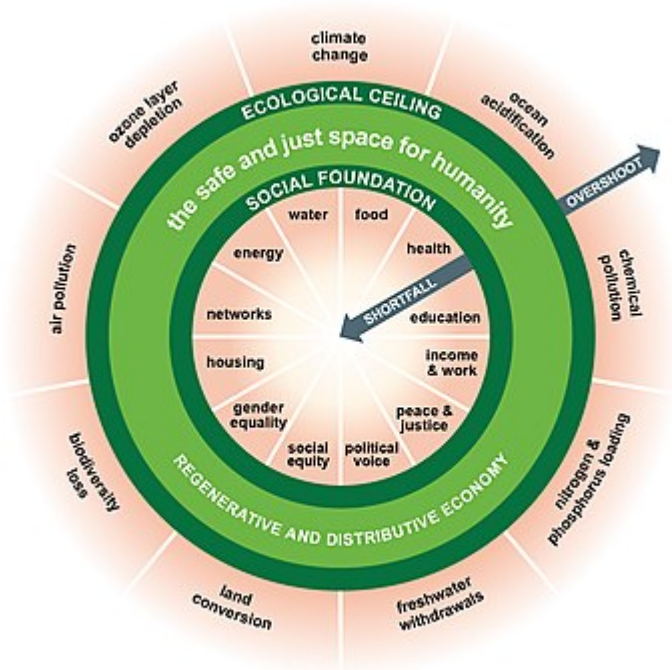 climate
change
ocean
acidification
chemical
pollution
nitrogen &
phosphorus loading
freshwater
withdrawals
land
conversion
biodiversity
loss
air pollution
ozone layer
depletion
OVERSHOOT
ECOLOGICAL CEILING
the safe and just space for humanity
SOCIAL FOUNDATION
water
food
health
SHORTFALL
education
income
& work
peace &
justice
political
voice
social
equity
gender
equality
housing
networks
energy
REGENERATIVE AND DISTRIBUTIVE ECONOMY